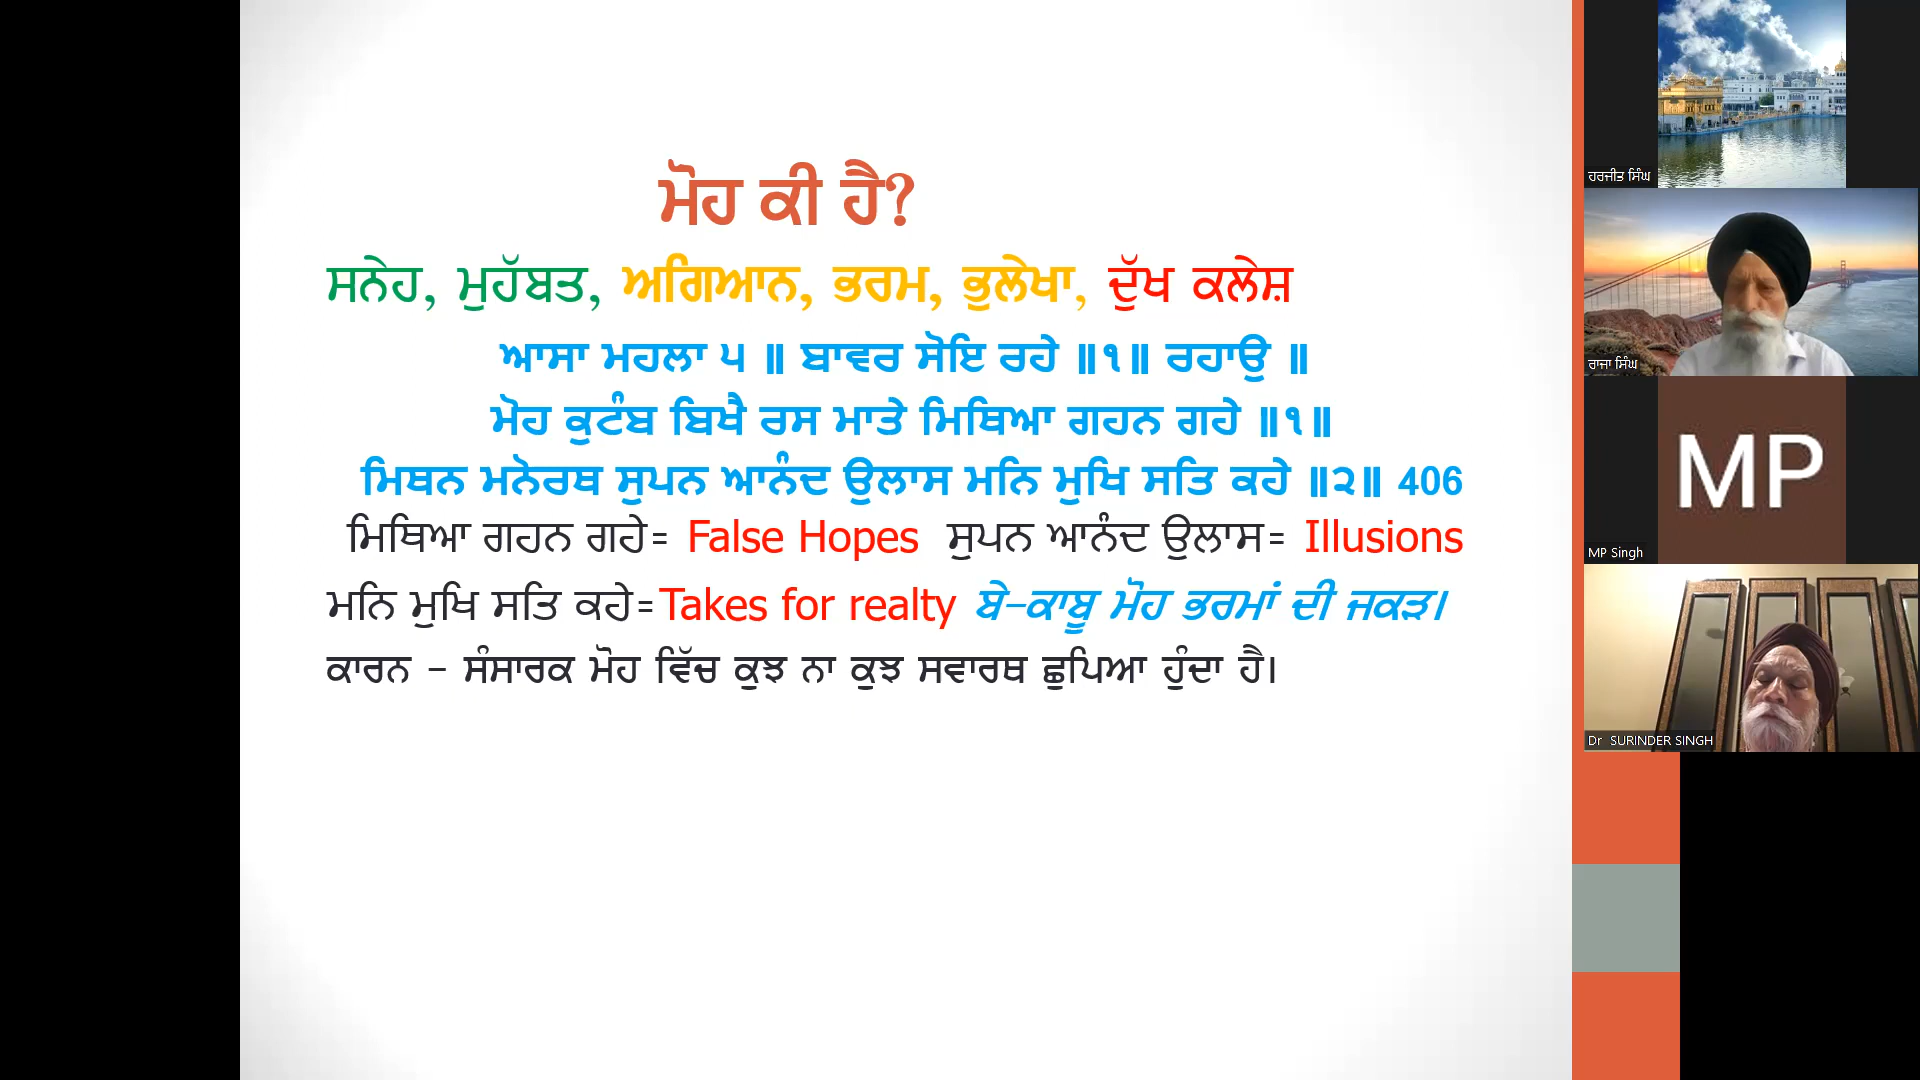 ਮੋਹ ਕੀ ਹੈ?
ਸਨੇਹ, ਮੁਹੱਬਤ, ਅਗਿਆਨ, ਭਰਮ, ਭੁਲੇਖਾ, ਦੁੱਖ ਕਲੇਸ਼
ਆਸਾ ਮਹਲਾ ੫ ॥ ਬਾਵਰ ਸੋਇ ਰਹੇ ॥੧॥ ਰਹਾਉ ॥
ਮੋਹ ਕੁਟੰਬ ਬਿਖੈ ਰਸ ਮਾਤੇ ਮਿਥਿਆ ਗਹਨ ਗਹੇ ॥੧॥
ਮਿਥਨ ਮਨੋਰਥ ਸੁਪਨ ਆਨੰਦ ਉਲਾਸ ਮਨਿ ਮੁਖਿ ਸਤਿ ਕਹੇ ॥੨॥ 406
ਮਿਥਿਆ ਗਹਨ ਗਹੇ= False Hopes ਸੁਪਨ ਆਨੰਦ ਉਲਾਸ= Illusions
ਮਨਿ ਮੁਖਿ ਸਤਿ ਕਹੇ=Takes for realty ਬੇ-ਕਾਬੂ ਮੋਹ ਭਰਮਾਂ ਦੀ ਜਕੜ।
ਕਾਰਨ - ਸੰਸਾਰਕ ਮੋਹ ਵਿੱਚ ਕੁਝ ਨਾ ਕੁਝ ਸਵਾਰਥ ਛੁਪਿਆ ਹੁੰਦਾ ਹੈ।
ਹਰਜੀਤ ਸਿੰਘ
ਰਾਜਾ ਸਿੰਘ
MP
MP Singh
Dr SURINDER SINGH